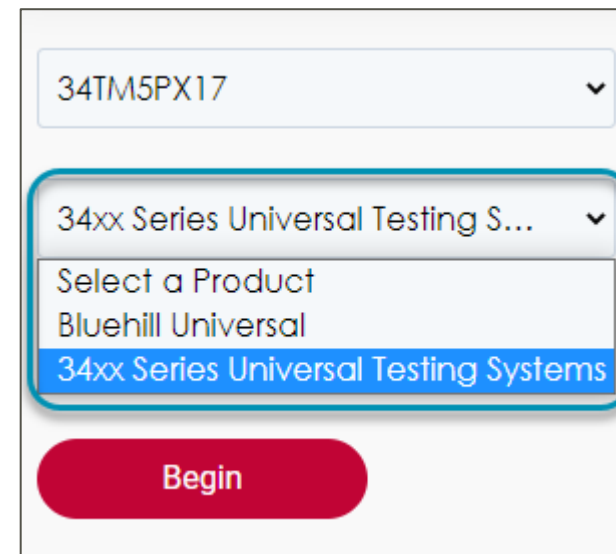 34TM5PX17
34xx Series Universal Testing S...
Select a Product
Bluehill Universal
34xx Series Universal Testing Systems
Begin